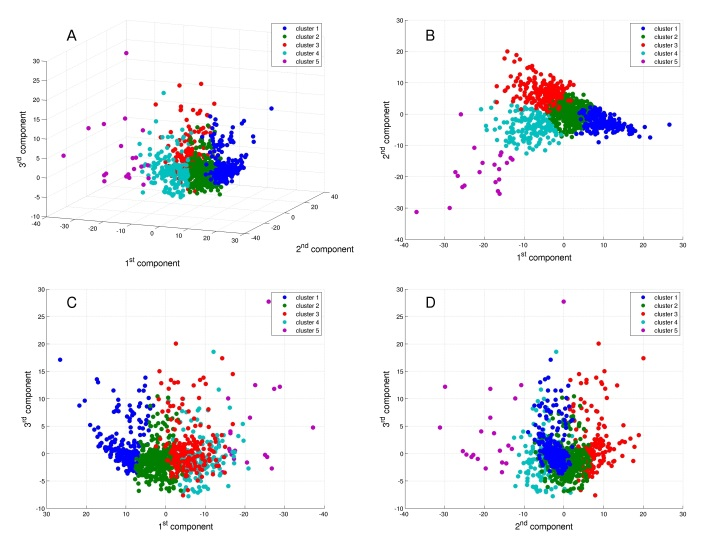 A
cluster 1
cluster 2
cluster 3
cluster 4
cluster 5
3rd component
30
25
20
15
10
5
0
-5
-10
-40 -30 -20 -10 0 10 20 30
-40 -20 0 20 40
1st component
2nd component
B
cluster 1
cluster 2
cluster 3
cluster 4
cluster 5
2nd component
30
20
10
0
-10
-20
-30
-40
-40 -30 -20 -10 0 10 20 30
1st component
C
cluster 1
cluster 2
cluster 3
cluster 4
cluster 5
3rd component
30
25
20
15
10
5
0
-5
-10
30 20 10 0 -10 -20 -30 -40
1st component
D
cluster 1
cluster 2
cluster 3
cluster 4
cluster 5
3rd component
30
25
20
15
10
5
0
-5
-10
-40 -30 -20 -10 0 10 20 30
2nd component